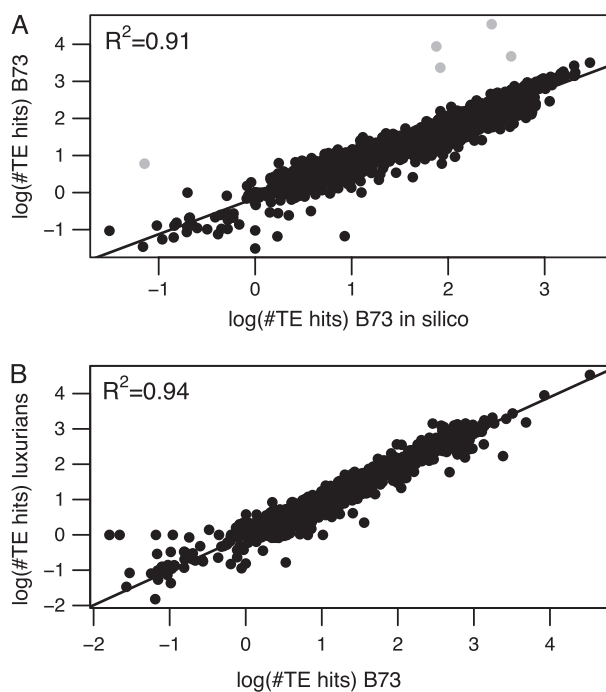 A
R²=0.91
log(#TE hits) B73
4
3
2
1
0
−1
−1 0 1 2 3
log(#TE hits) B73 in silico
B
R²=0.94
log(#TE hits) luxurians
4
3
2
1
0
−1
−2
−2 −1 0 1 2 3 4
log(#TE hits) B73